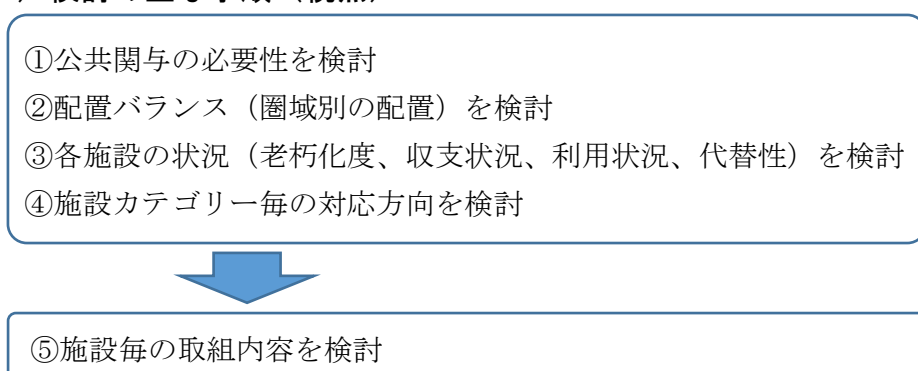 ①公共関与の必要性を検討
②配置バランス（圏域別の配置）を検討
③各施設の状況（老朽化度、収支状況、利用状況、代替性）を検討
④施設カテゴリー毎の対応方向を検討
⑤施設毎の取組内容を検討